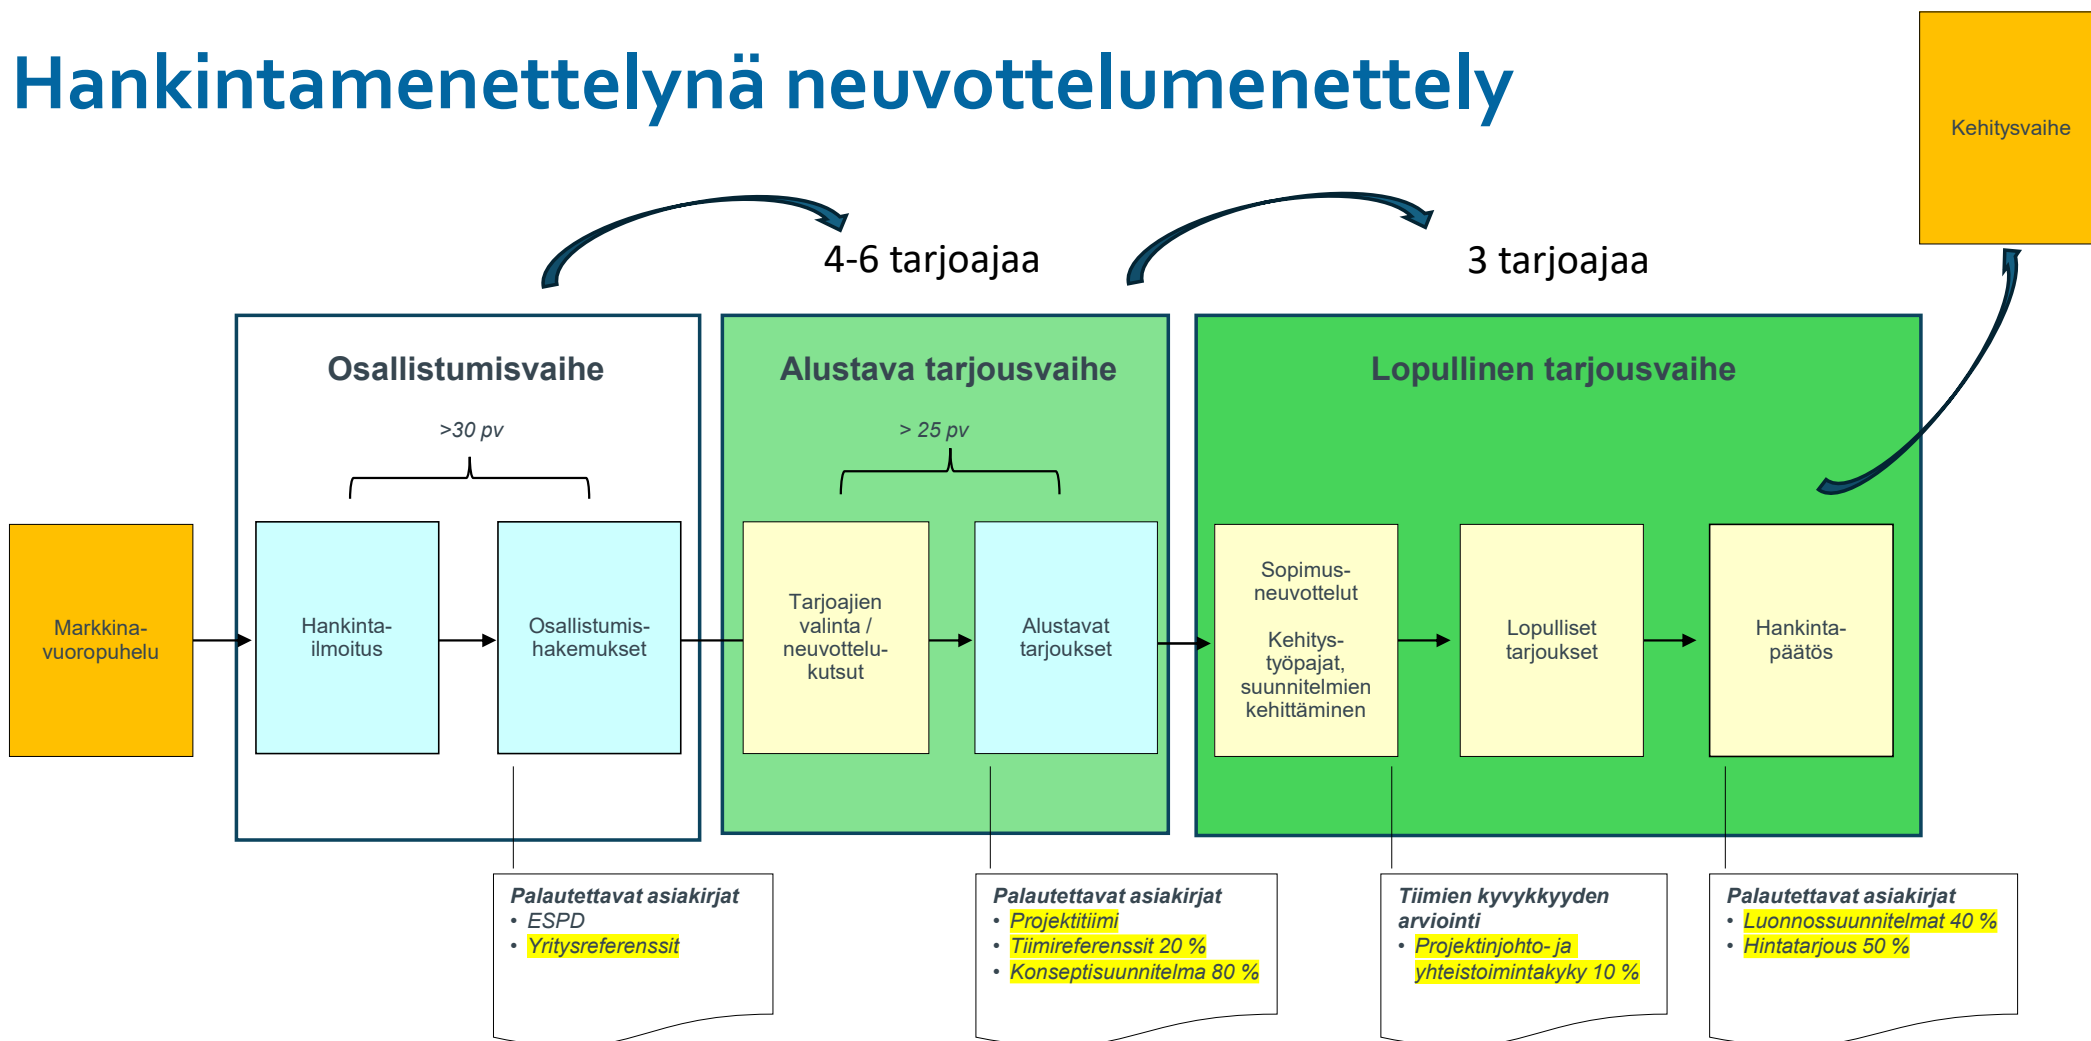 Hankintamenettelynä neuvottelumenettely
Kehitysvaihe
4-6 tarjoajaa
3 tarjoajaa
Osallistumisvaihe
>30 pv
Alustava tarjousvaihe
> 25 pv
Lopullinen tarjousvaihe
Markkina-
vuoropuhelu
Hankinta-
ilmoitus
Osallistumis-
hakemukset
Tarjoajien
valinta /
neuvottelu-
kutsut
Alustavat
tarjoukset
Sopimus-
neuvottelut
Kehitys-
työpajat,
suunnitelmien
kehittäminen
Lopulliset
tarjoukset
Hankinta-
päätös
Palautettavat asiakirjat
• ESPD
• Yritysreferenssit
Palautettavat asiakirjat
• Projektitiimi
• Tiimireferenssit 20 %
• Konseptisuunnitelma 80 %
Tiimien kyvykkyyden
arviointi
• Projektinjohto- ja
yhteistoimintakyky 10 %
Palautettavat asiakirjat
• Luonnossuunnitelmat 40 %
• Hintatarjous 50 %